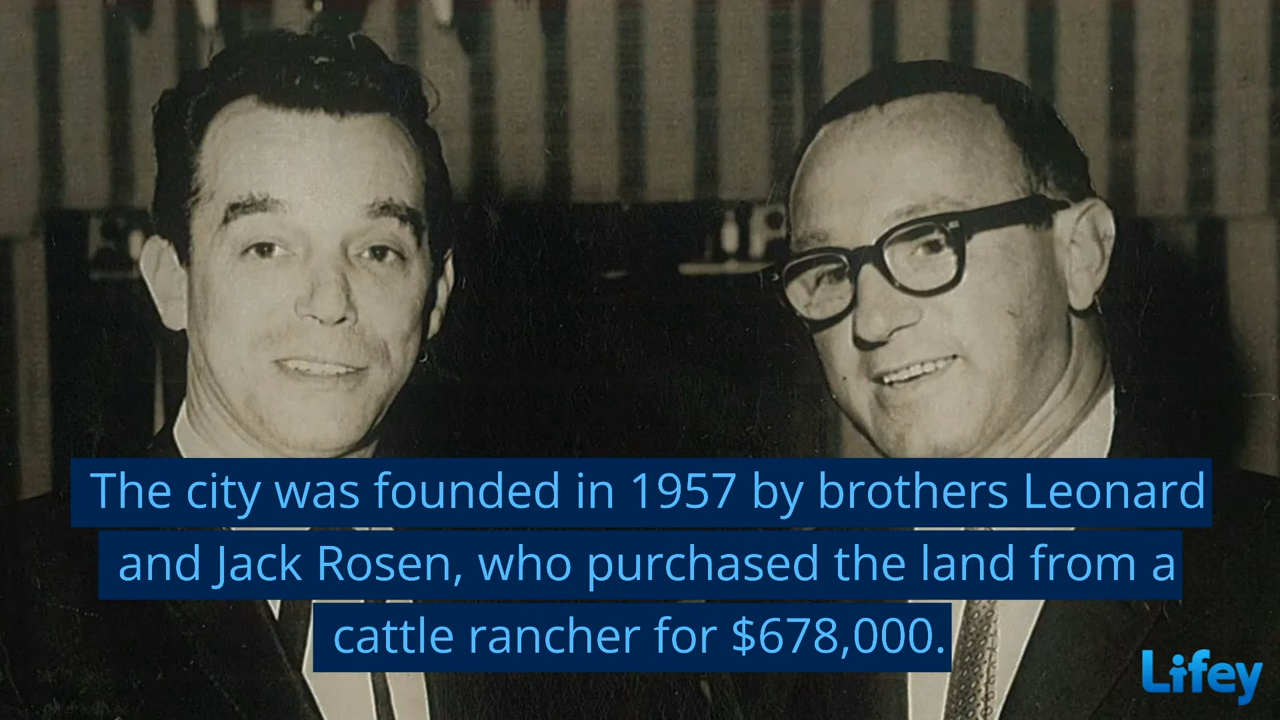 The city was founded in 1957 by brothers Leonard
and Jack Rosen, who purchased the land from a
cattle rancher for $678,000.
Lifey